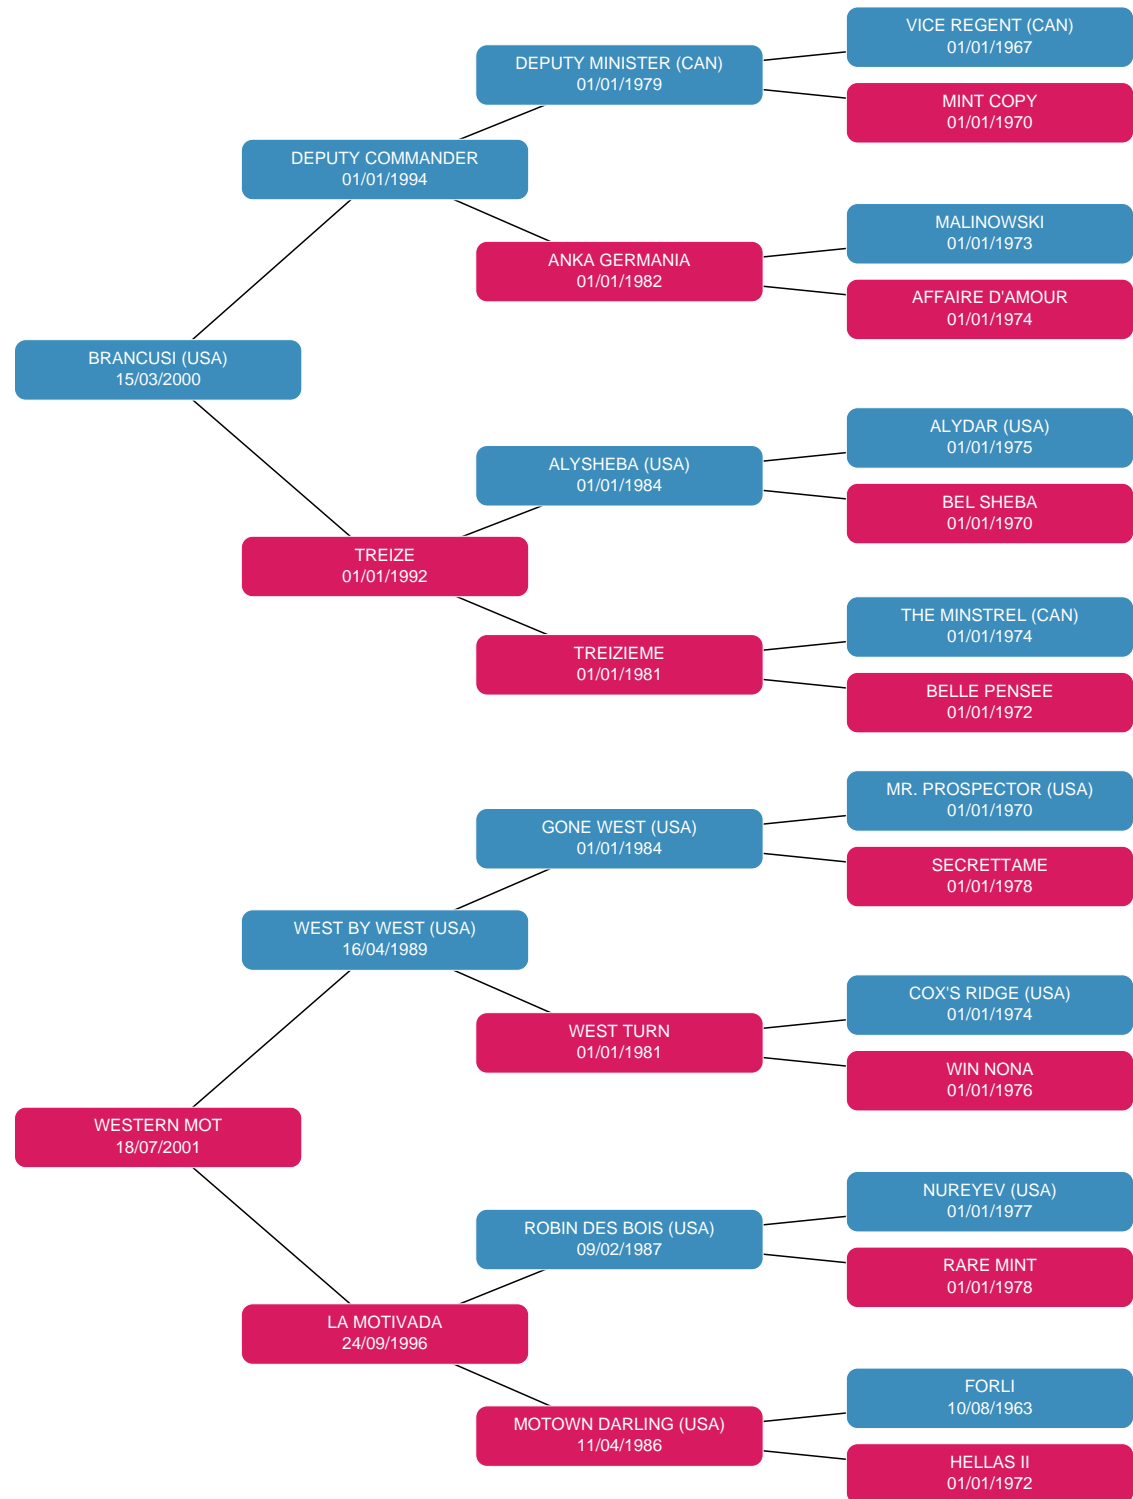 VICE REGENT (CAN)
01/01/1967
DEPUTY MINISTER (CAN)
01/01/1979
MINT COPY
01/01/1970
DEPUTY COMMANDER
01/01/1994
MALINOWSKI
01/01/1973
ANKA GERMANIA
01/01/1982
AFFAIRE D'AMOUR
01/01/1974
BRANCUSI (USA)
15/03/2000
ALYDAR (USA)
01/01/1975
ALYSHEBA (USA)
01/01/1984
BEL SHEBA
01/01/1970
TREIZE
01/01/1992
THE MINSTREL (CAN)
01/01/1974
TREIZIEME
01/01/1981
BELLE PENSEE
01/01/1972
MR. PROSPECTOR (USA)
01/01/1970
GONE WEST (USA)
01/01/1984
SECRETTAME
01/01/1978
WEST BY WEST (USA)
16/04/1989
COX'S RIDGE (USA)
01/01/1974
WEST TURN
01/01/1981
WIN NONA
01/01/1976
WESTERN MOT
18/07/2001
NUREYEV (USA)
01/01/1977
ROBIN DES BOIS (USA)
09/02/1987
RARE MINT
01/01/1978
LA MOTIVADA
24/09/1996
FORLI
10/08/1963
MOTOWN DARLING (USA)
11/04/1986
HELLAS II
01/01/1972